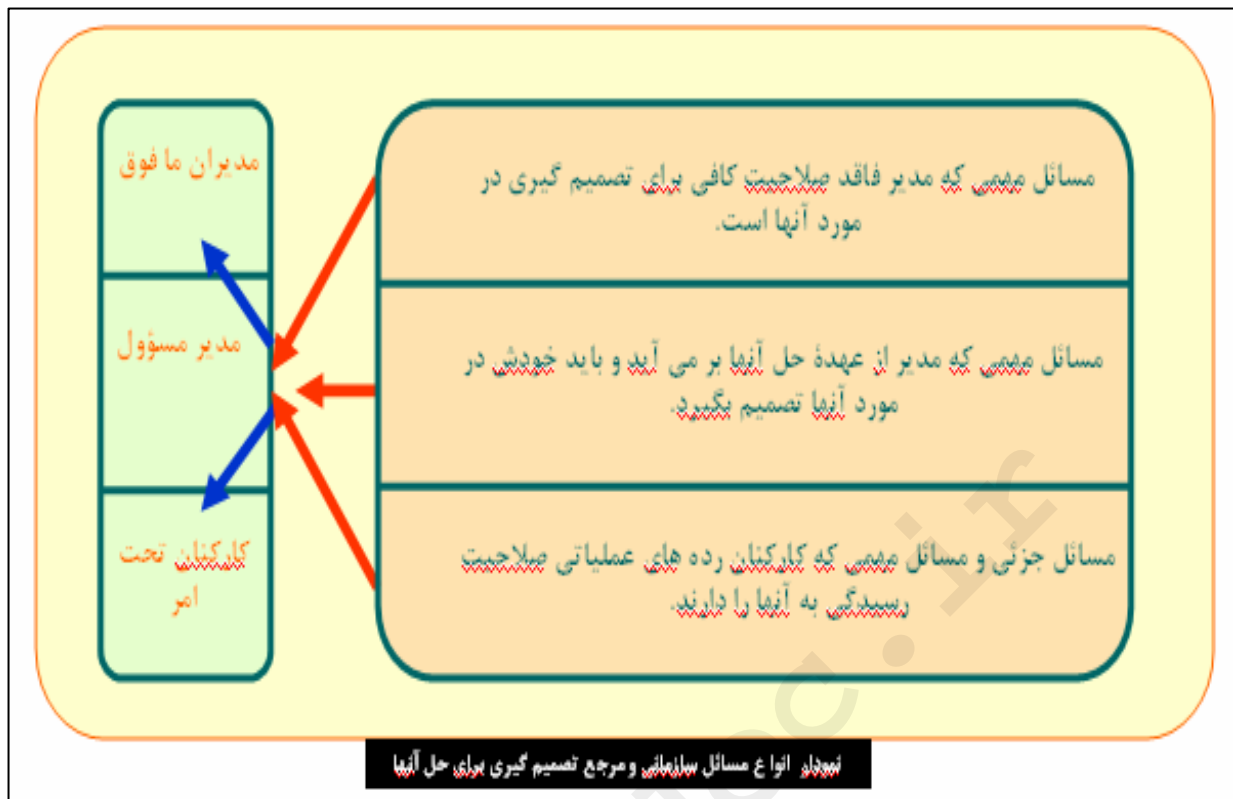 مسائل مهمی که مدیر فاقد صلاحیت کافی برای تصمیم گیری در
مورد آنها است.
مسائل مهمی که مدیر از عهدهٔ حل آنها بر می آید و باید خودش در
مورد آنها تصمیم بگیرد.
مسائل جزئی و مسائل مهمی که کارکنان رده های عملیاتی صلاحیت
رسیدگی به آنها را دارند.
مدیران ما فوق
مدیر مسؤول
کارکنان تحت
امر
نمودار انوا ع مسائل سازمانی و مرجع تصمیم گیری برای حل آنها